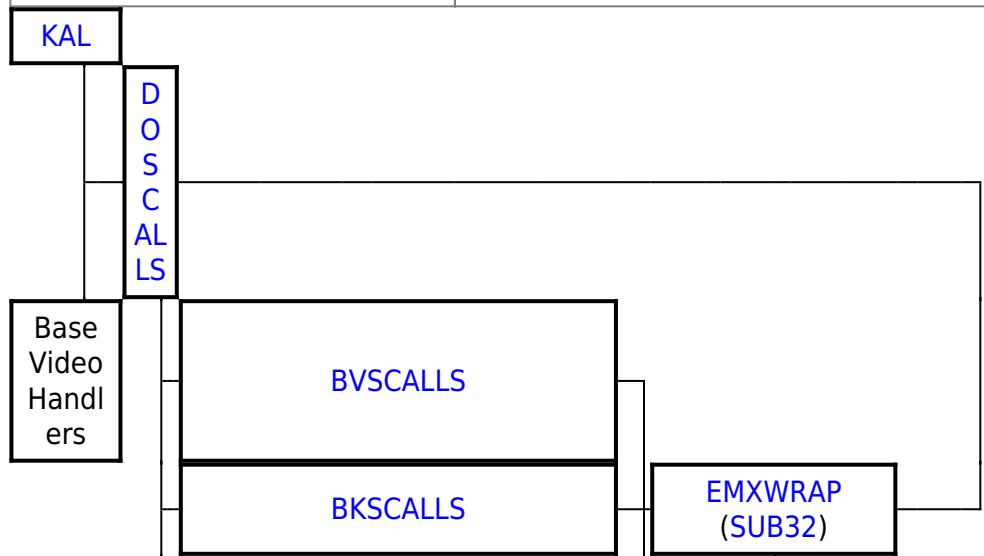 KAL
D
O
S
C
AL
LS
Base
Video
Handl
ers
BVSCALLS
BKSCALLS
EMXWRAP
(SUB32)